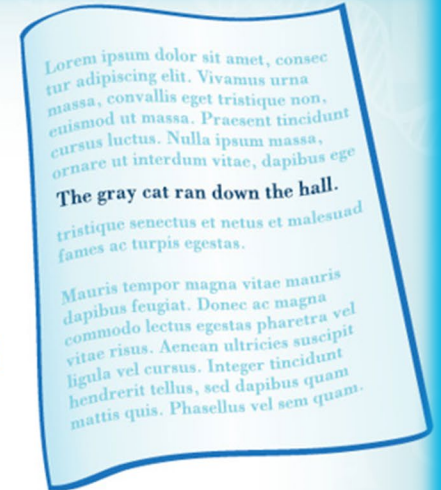 Lorem ipsum dolor sit amet, consec
tur adipiscing elit. Vivamus urna
massa, convallis eget tristique non,
euismod ut massa. Praesent tincidunt
cursus luctus. Nulla ipsum massa,
ornare ut interdum vitae, dapibus ege
The gray cat ran down the hall.
tristique senectus et netus et malesuad
fames ac turpis egestas.
Mauris tempor magna vitae mauris
dapibus feugiat. Donec ac magna
commodo lectus egestas pharetra vel
vitae risus. Aenean ultricies suscipit
ligula vel cursus. Integer tincidunt
hendrerit tellus, sed dapibus quam
mattis quis. Phasellus vel sem quam.